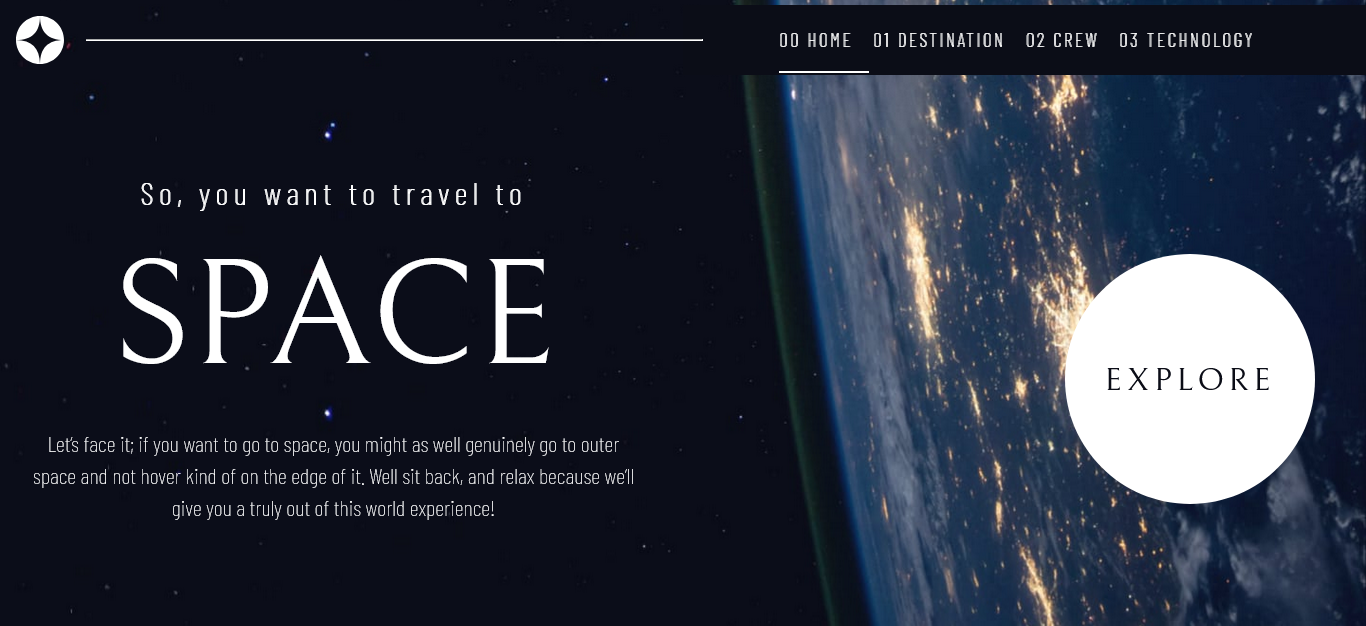 00 HOME 01 DESTINATION 02 CREW 03 TECHNOLOGY
So, you want to travel to
SPACE
Let's face it; if you want to go to space, you might as well genuinely go to outer
space and not hover kind of on the edge of it. Well sit back, and relax because we'll
give you a truly out of this world experience!
EXPLORE